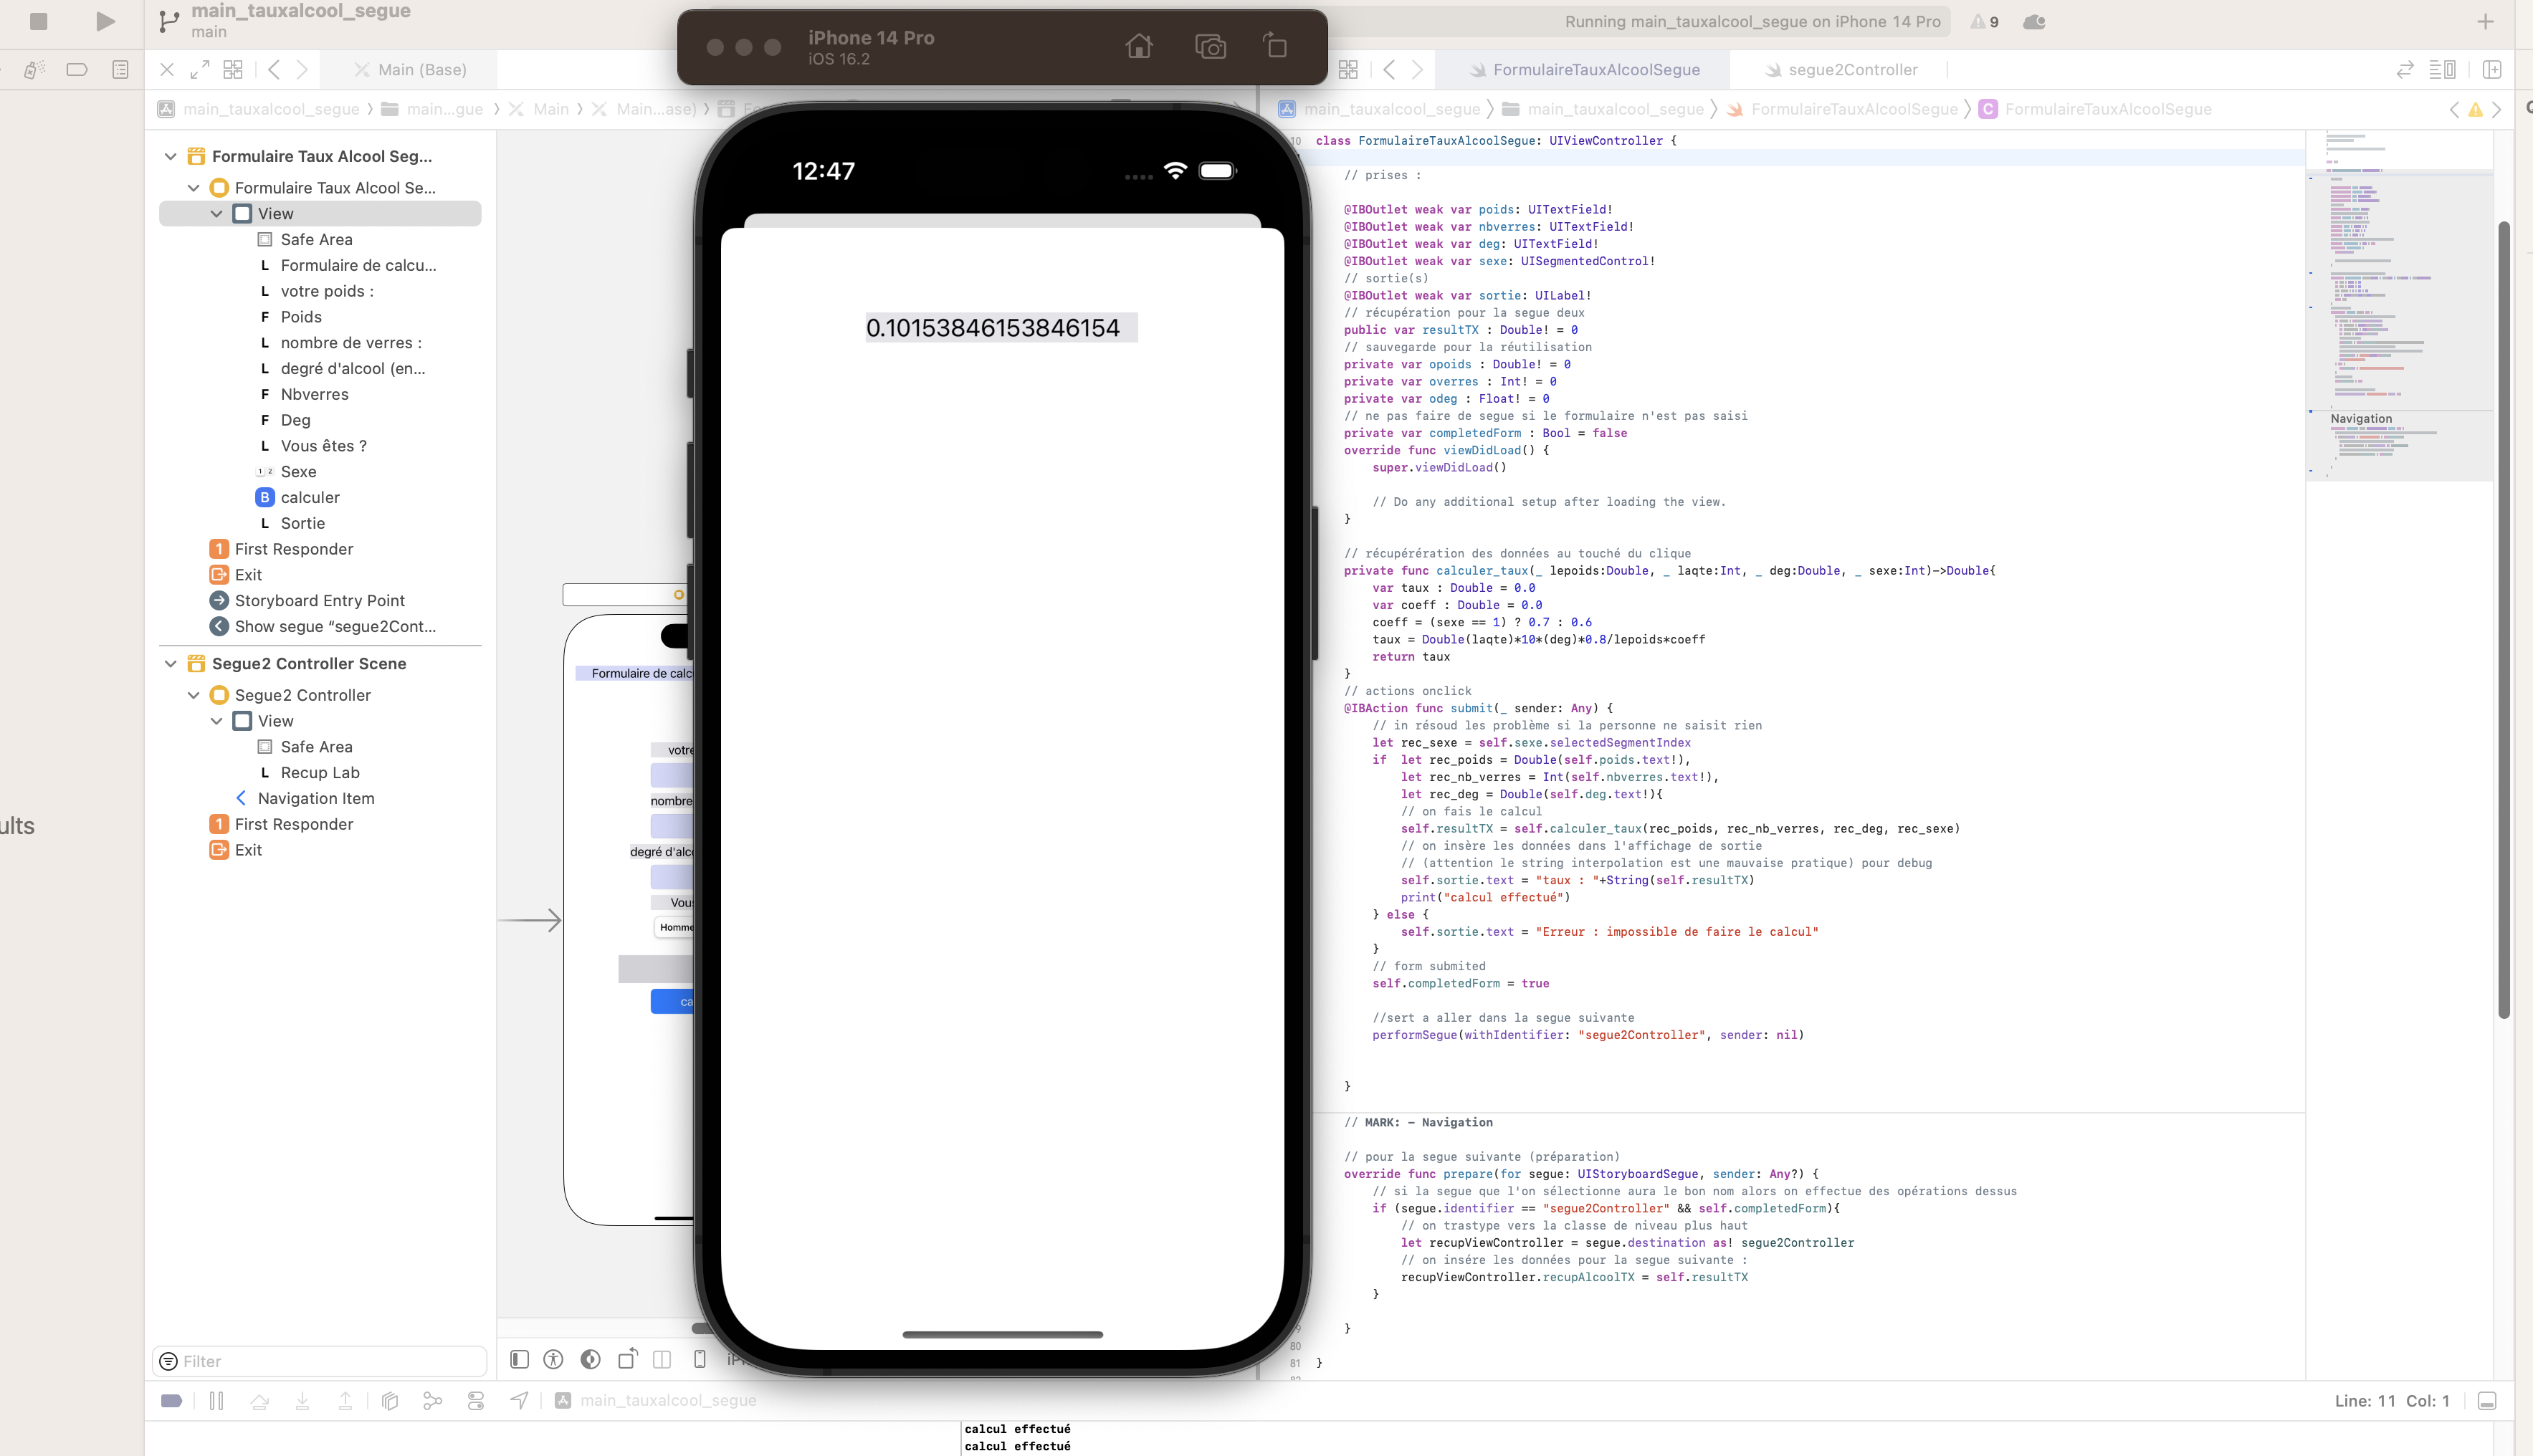 main_tauxalcool_segue
main
iPhone 14 Pro
iOS 16.2
Running main_tauxalcool_segue on iPhone 14 Pro
9
Main (Base)
FormulaireTauxAlcoolSegue
segue2Controller
main_tauxalcool_segue
main...gue
Main
Main...ase)
main_tauxalcool_segue
main_tauxalcool_segue
FormulaireTauxAlcoolSegue
C FormulaireTauxAlcoolSegue
Formulaire Taux Alcool Seg...
Formulaire Taux Alcool Se...
View
Safe Area
L Formulaire de calcu...
L votre poids :
F Poids
L nombre de verres :
L degré d'alcool (en...
F Nbverres
F Deg
L Vous êtes ?
1 2 Sexe
B calculer
L Sortie
1 First Responder
Exit
Storyboard Entry Point
Show segue “segue2Cont...
Segue2 Controller Scene
Segue2 Controller
View
Safe Area
L Recup Lab
Navigation Item
1 First Responder
Exit
ults
Filter
Formulaire de calc
votre
nombre
degré d'alco
Vous
Homme
ca
12:47
0.10153846153846154
10 class FormulaireTauxAlcoolSegue: UIViewController {
// prises :
@IBOutlet weak var poids: UITextField!
@IBOutlet weak var nbverres: UITextField!
@IBOutlet weak var deg: UITextField!
@IBOutlet weak var sexe: UISegmentedControl!
// sortie(s)
@IBOutlet weak var sortie: UILabel!
// récupération pour la segue deux
public var resultTX : Double! = 0
// sauvegarde pour la réutilisation
private var opoids : Double! = 0
private var overres : Int! = 0
private var odeg : Float! = 0
// ne pas faire de segue si le formulaire n'est pas saisi
private var completedForm : Bool = false
override func viewDidLoad() {
super.viewDidLoad()
// Do any additional setup after loading the view.
}
// récupérération des données au touché du clique
private func calculer_taux(_ lepoids:Double, _ laqte:Int, _ deg:Double, _ sexe:Int)->Double{
var taux : Double = 0.0
var coeff : Double = 0.0
coeff = (sexe == 1) ? 0.7 : 0.6
taux = Double(laqte)*10*(deg)*0.8/lepoids*coeff
return taux
}
// actions onclick
@IBAction func submit(_ sender: Any) {
// in résoud les problème si la personne ne saisit rien
let rec_sexe = self.sexe.selectedSegmentIndex
if  let rec_poids = Double(self.poids.text!),
let rec_nb_verres = Int(self.nbverres.text!),
let rec_deg = Double(self.deg.text!){
// on fais le calcul
self.resultTX = self.calculer_taux(rec_poids, rec_nb_verres, rec_deg, rec_sexe)
// on insère les données dans l'affichage de sortie
// (attention le string interpolation est une mauvaise pratique) pour debug
self.sortie.text = "taux : "+String(self.resultTX)
print("calcul effectué")
} else {
self.sortie.text = "Erreur : impossible de faire le calcul"
}
// form submited
self.completedForm = true
//sert a aller dans la segue suivante
performSegue(withIdentifier: "segue2Controller", sender: nil)
}
// MARK: - Navigation
// pour la segue suivante (préparation)
override func prepare(for segue: UIStoryboardSegue, sender: Any?) {
// si la segue que l'on sélectionne aura le bon nom alors on effectue des opérations dessus
if (segue.identifier == "segue2Controller" && self.completedForm){
// on trastype vers la classe de niveau plus haut
let recupViewController = segue.destination as! segue2Controller
// on insére les données pour la segue suivante :
recupViewController.recupAlcoolTX = self.resultTX
}
}
80
81 }
Navigation
main_tauxalcool_segue
Line: 11 Col: 1
calcul effectué
calcul effectué